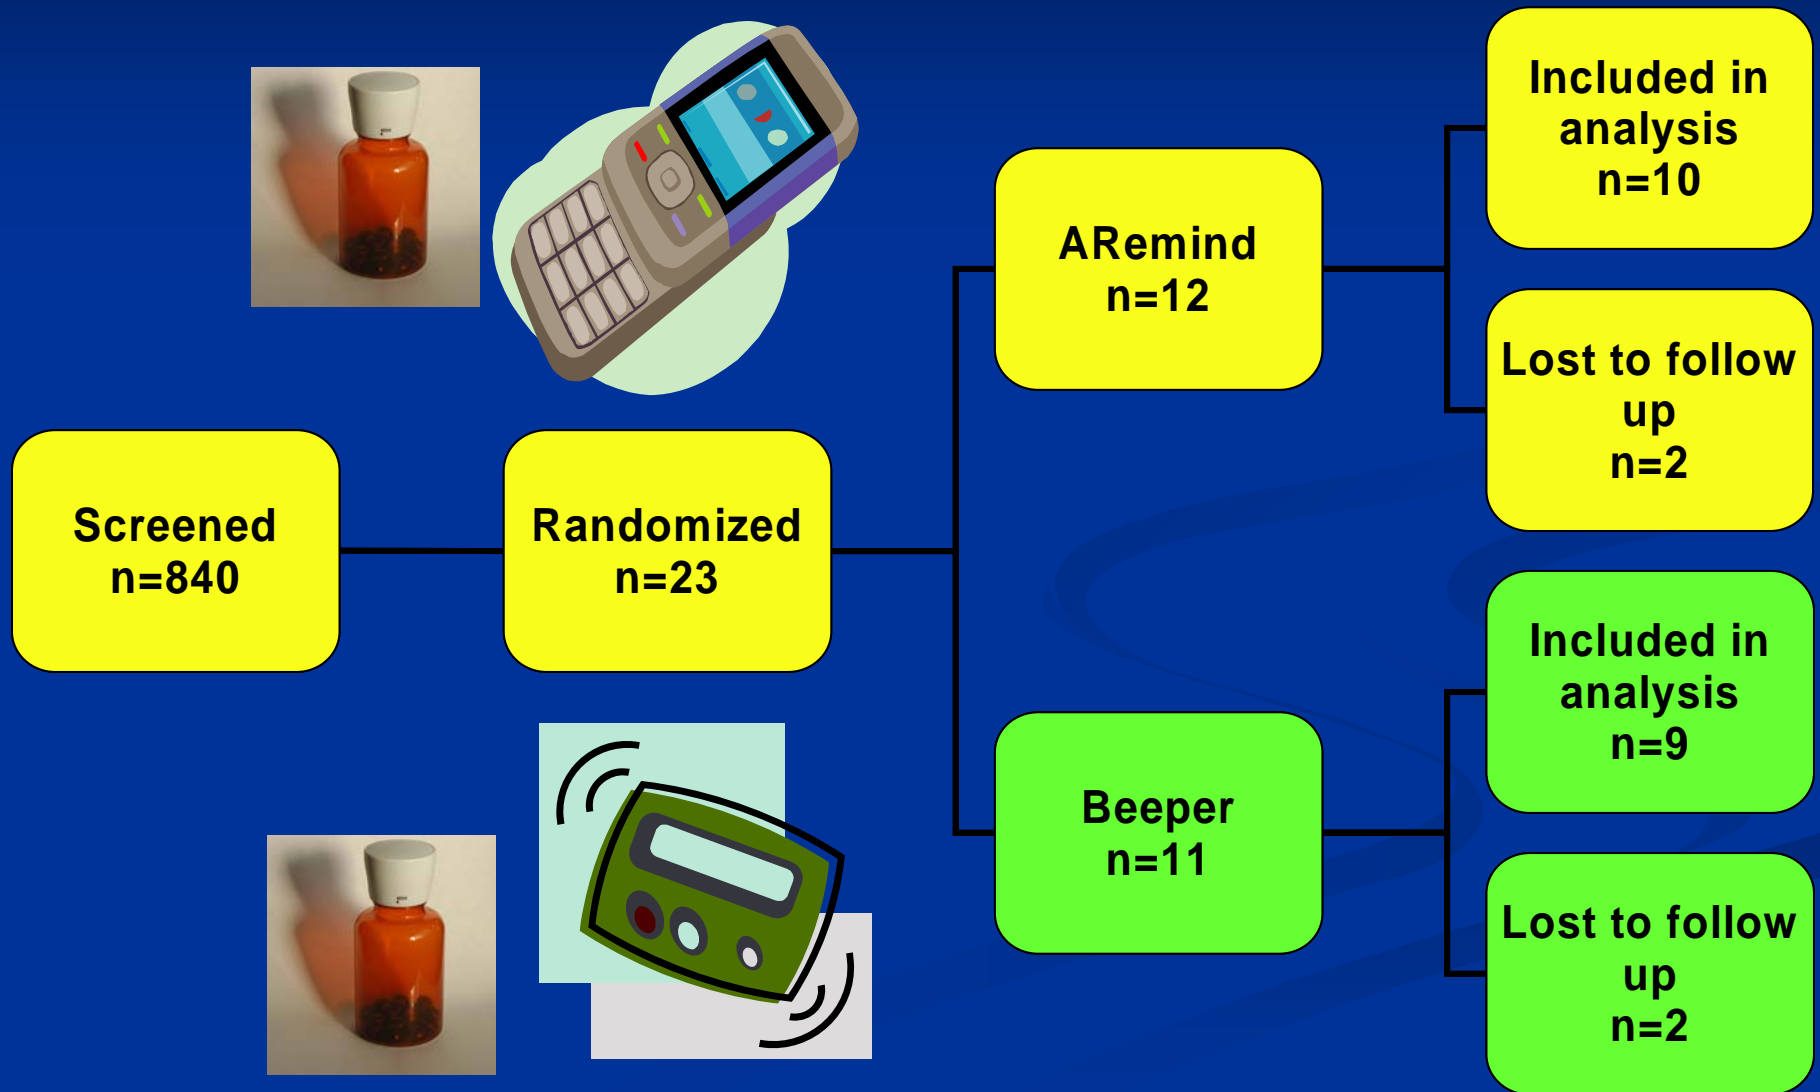 Screened
n=840
Randomized
n=23
ARemind
n=12
Included in
analysis
n=10
Lost to follow
up
n=2
Beeper
n=11
Included in
analysis
n=9
Lost to follow
up
n=2